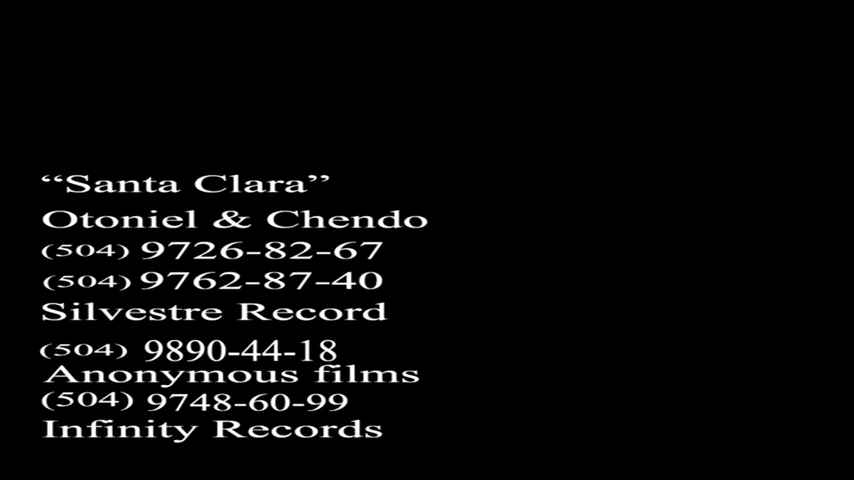 “Santa Clara”
Otoniel & Chendo
(504) 9726-82-67
(504) 9762-87-40
Silvestre Record
(504) 9890-44-18
Anonymous films
(504) 9748-60-99
Infinity Records